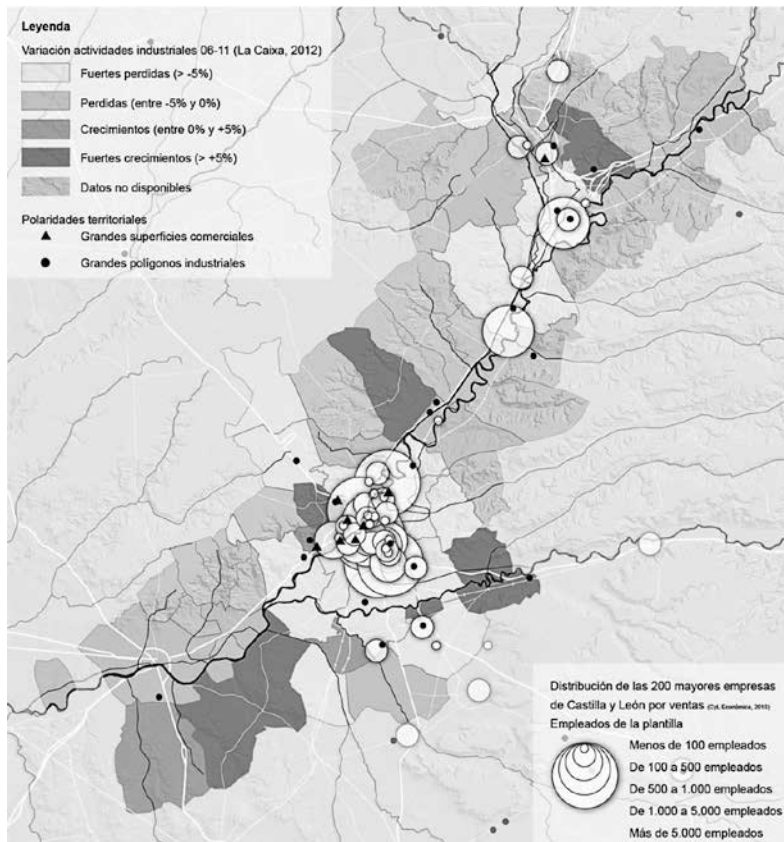 Leyenda
Variación actividades industriales 06-11 (La Caixa, 2012)
Fuertes perdidas (> -5%)
Perdidas (entre -5% y 0%)
Crecimientos (entre 0% y +5%)
Fuertes crecimientos (> +5%)
Datos no disponibles
Polaridades territoriales
Grandes superficies comerciales
Grandes polígonos industriales
Distribución de las 200 mayores empresas
de Castilla y León por ventas (CyL Económica, 2010)
Empleados de la plantilla
Menos de 100 empleados
De 100 a 500 empleados
De 500 a 1.000 empleados
De 1.000 a 5,000 empleados
Más de 5.000 empleados